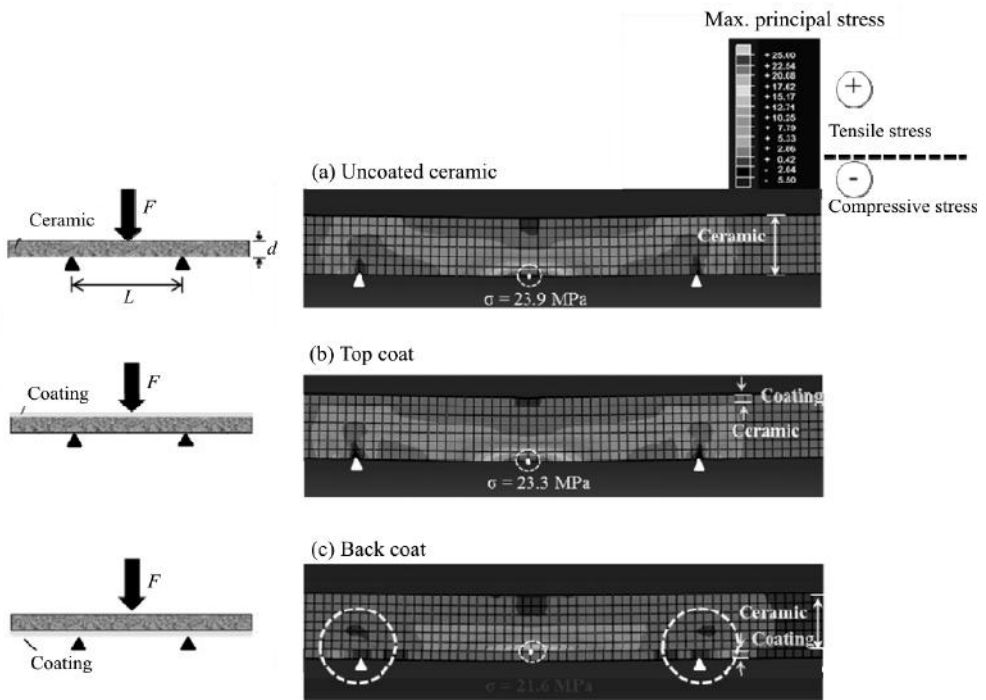 Max. principal stress
+ 25.00
+ 22.54
+ 20.08
+ 17.62
+ 15.17
+ 12.71
+ 10.25
+ 7.79
+ 5.33
+ 2.86
+ 0.42
- 2.04
- 5.50
+
Tensile stress
-
Compressive stress
(a) Uncoated ceramic
Ceramic
F
d
L
Ceramic
σ = 23.9 MPa
(b) Top coat
Coating
F
Coating
Ceramic
σ = 23.3 MPa
(c) Back coat
F
Coating
Ceramic
Coating
σ = 21.6 MPa